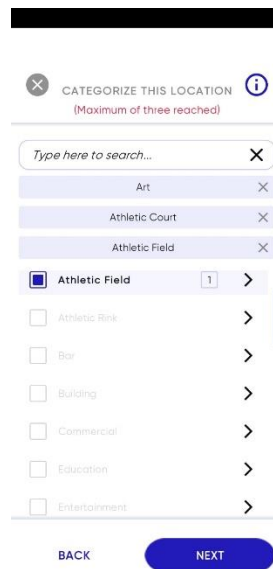 CATEGORIZE THIS LOCATION
(Maximum of three reached)
Type here to search...
Art
Athletic Court
Athletic Field
Athletic Field 1
Athletic Rink
Bar
Building
Commercial
Education
Entertainment
BACK NEXT